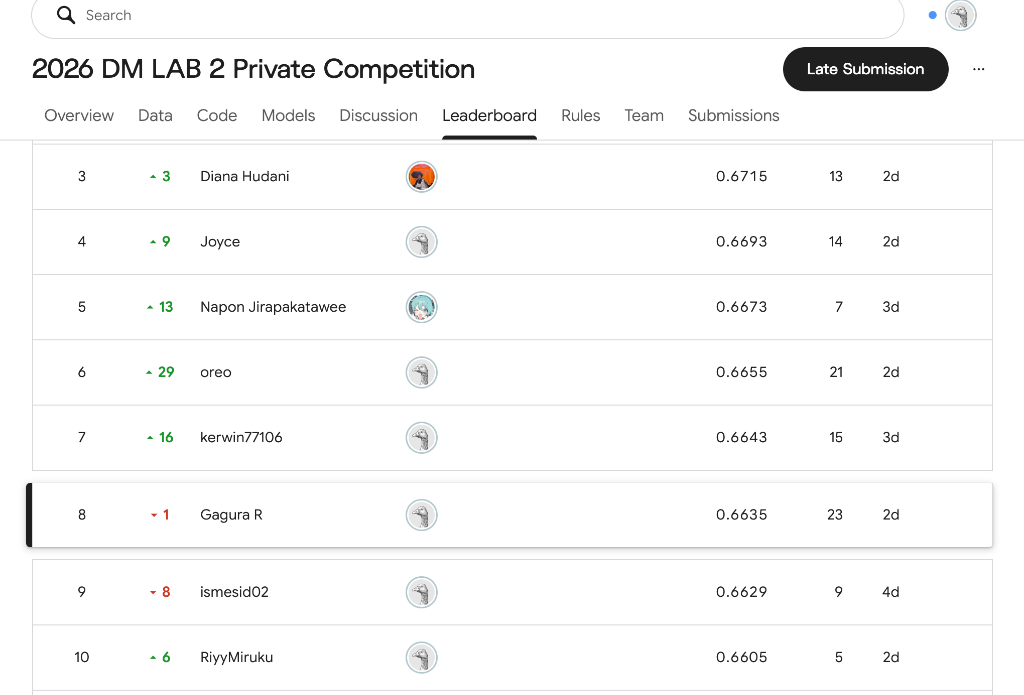 Search
2026 DM LAB 2 Private Competition
Late Submission
...
Overview Data Code Models Discussion Leaderboard Rules Team Submissions
3 3 Diana Hudani 0.6715 13 2d
4 9 Joyce 0.6693 14 2d
5 13 Napon Jirapakatawee 0.6673 7 3d
6 29 oreo 0.6655 21 2d
7 16 kerwin77106 0.6643 15 3d
8 1 Gagura R 0.6635 23 2d
9 8 ismesid02 0.6629 9 4d
10 6 RiyyMiruku 0.6605 5 2d